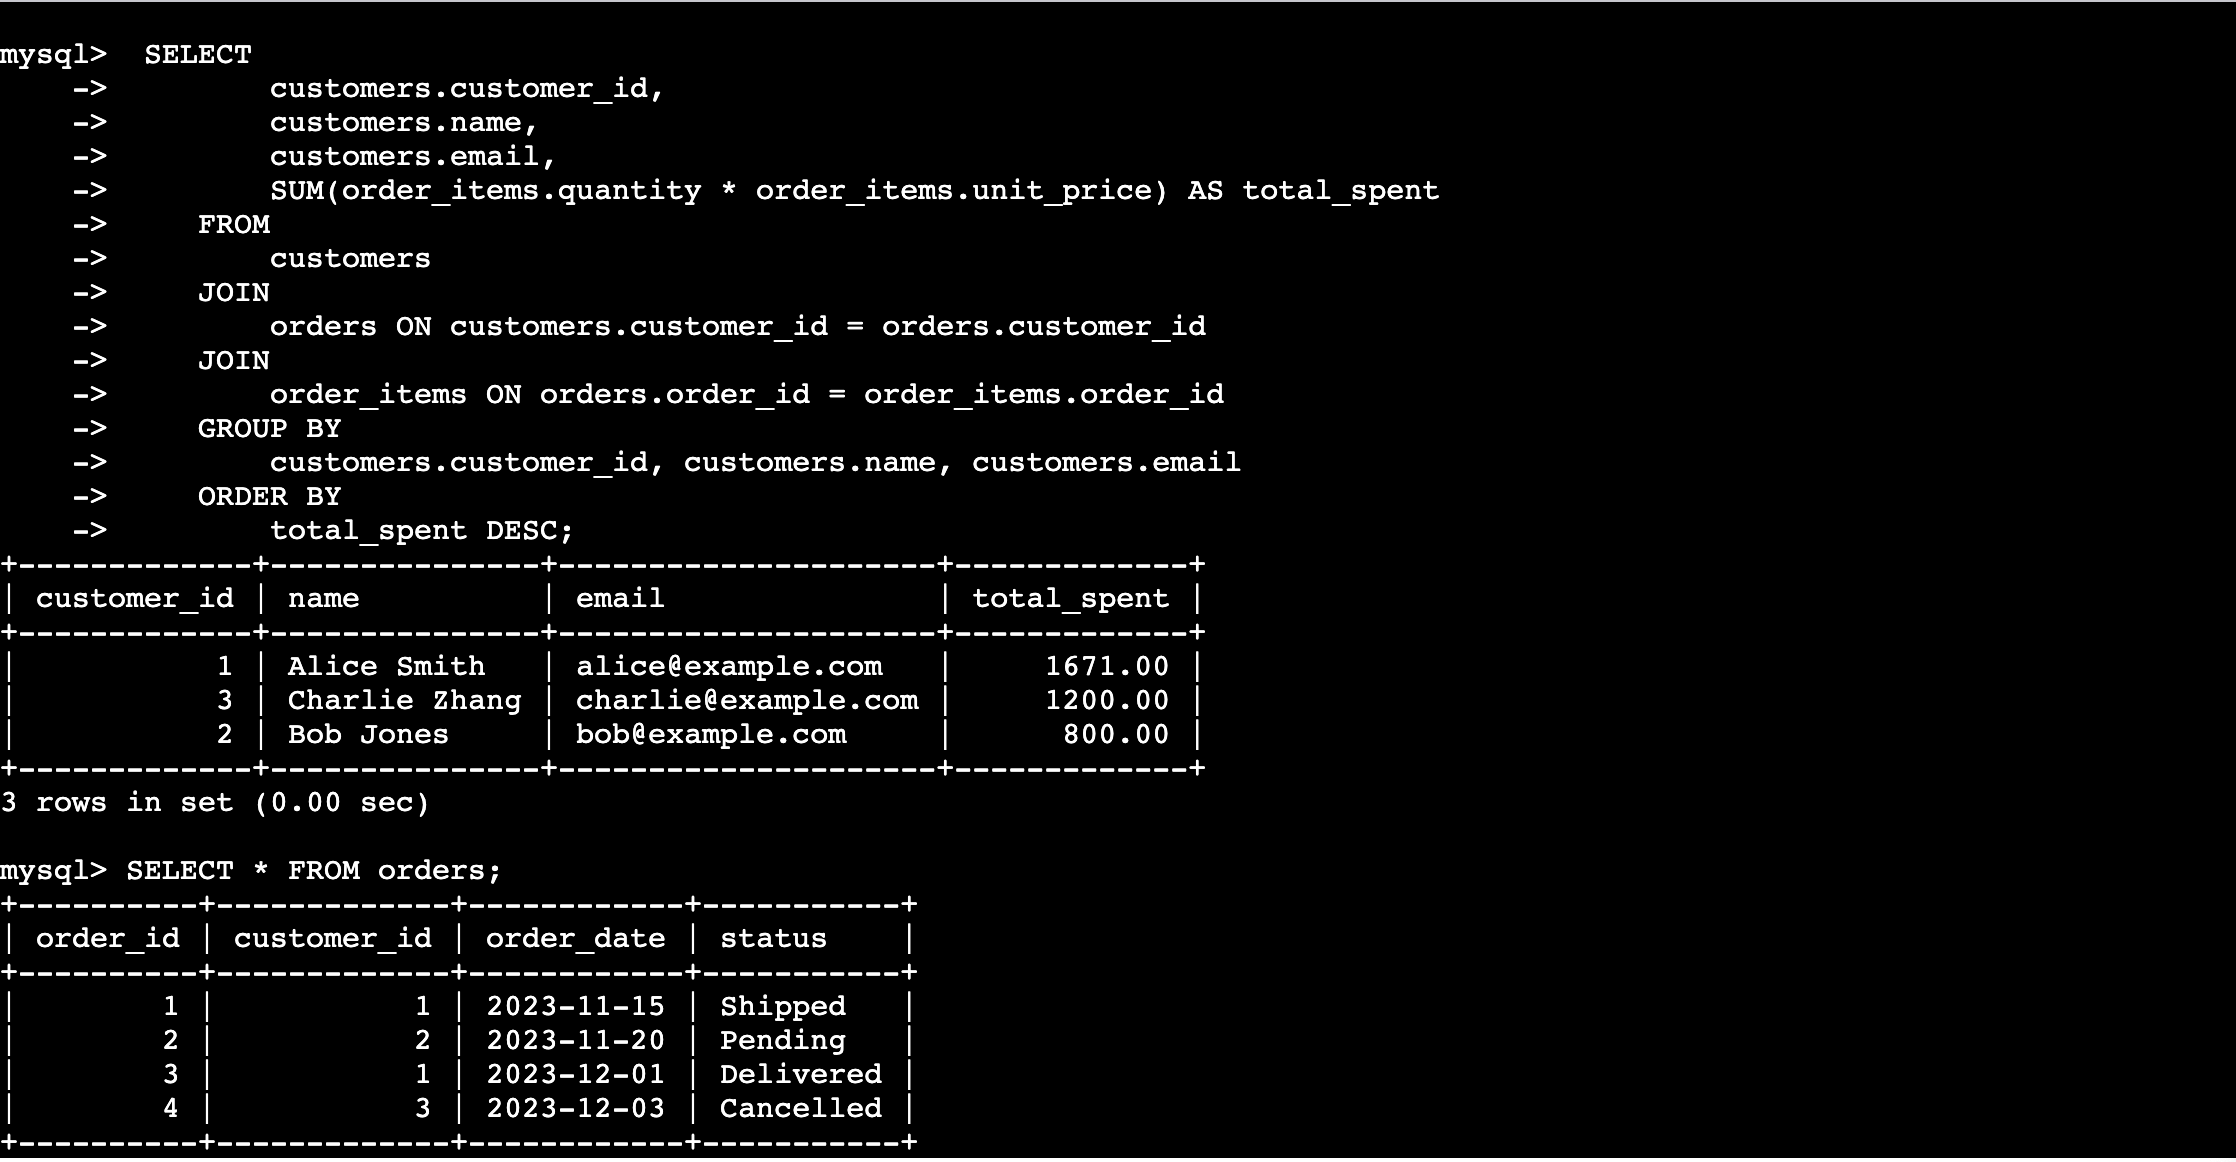 mysql>  SELECT
    ->         customers.customer_id,
    ->         customers.name,
    ->         customers.email,
    ->         SUM(order_items.quantity * order_items.unit_price) AS total_spent
    ->     FROM
    ->         customers
    ->     JOIN
    ->         orders ON customers.customer_id = orders.customer_id
    ->     JOIN
    ->         order_items ON orders.order_id = order_items.order_id
    ->     GROUP BY
    ->         customers.customer_id, customers.name, customers.email
    ->     ORDER BY
    ->         total_spent DESC;
+-------------+---------------+---------------------+-------------+
| customer_id | name          | email               | total_spent |
+-------------+---------------+---------------------+-------------+
|           1 | Alice Smith   | alice@example.com   |     1671.00 |
|           3 | Charlie Zhang | charlie@example.com |     1200.00 |
|           2 | Bob Jones     | bob@example.com     |      800.00 |
+-------------+---------------+---------------------+-------------+
3 rows in set (0.00 sec)

mysql> SELECT * FROM orders;
+----------+-------------+------------+-----------+
| order_id | customer_id | order_date | status    |
+----------+-------------+------------+-----------+
|        1 |           1 | 2023-11-15 | Shipped   |
|        2 |           2 | 2023-11-20 | Pending   |
|        3 |           1 | 2023-12-01 | Delivered |
|        4 |           3 | 2023-12-03 | Cancelled |
+----------+-------------+------------+-----------+